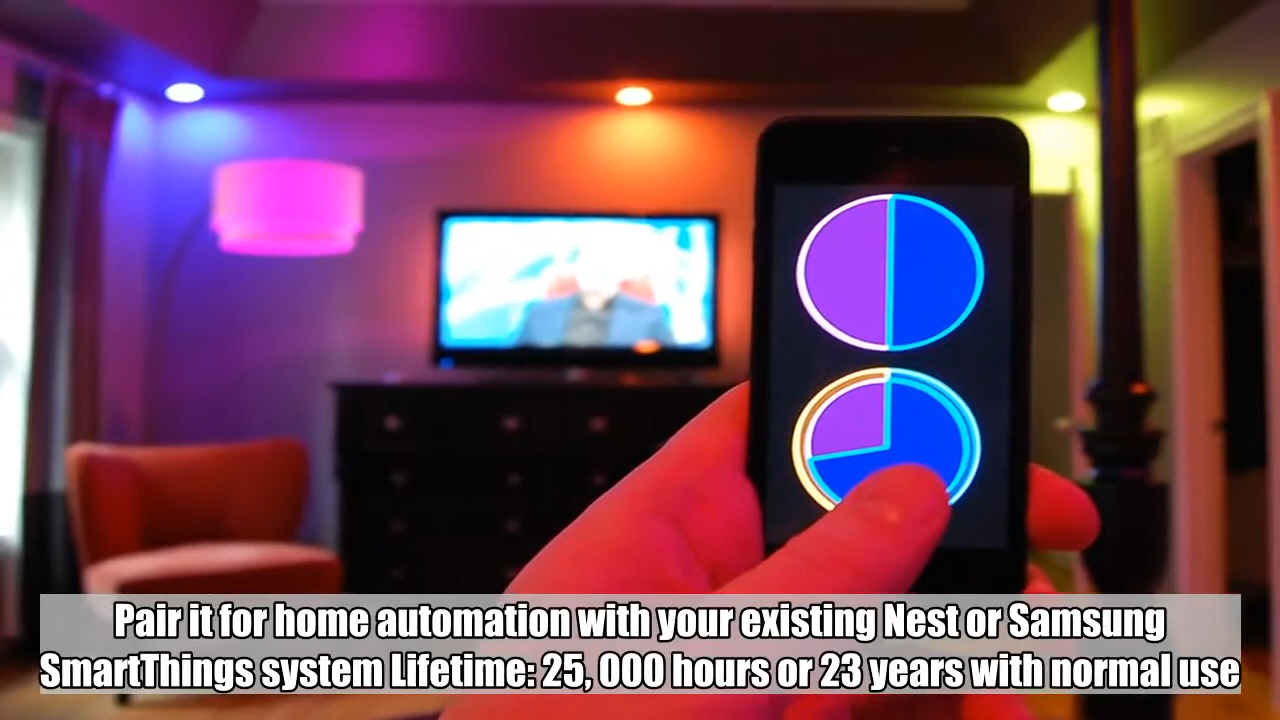 Pair it for home automation with your existing Nest or Samsung
SmartThings system Lifetime: 25, 000 hours or 23 years with normal use